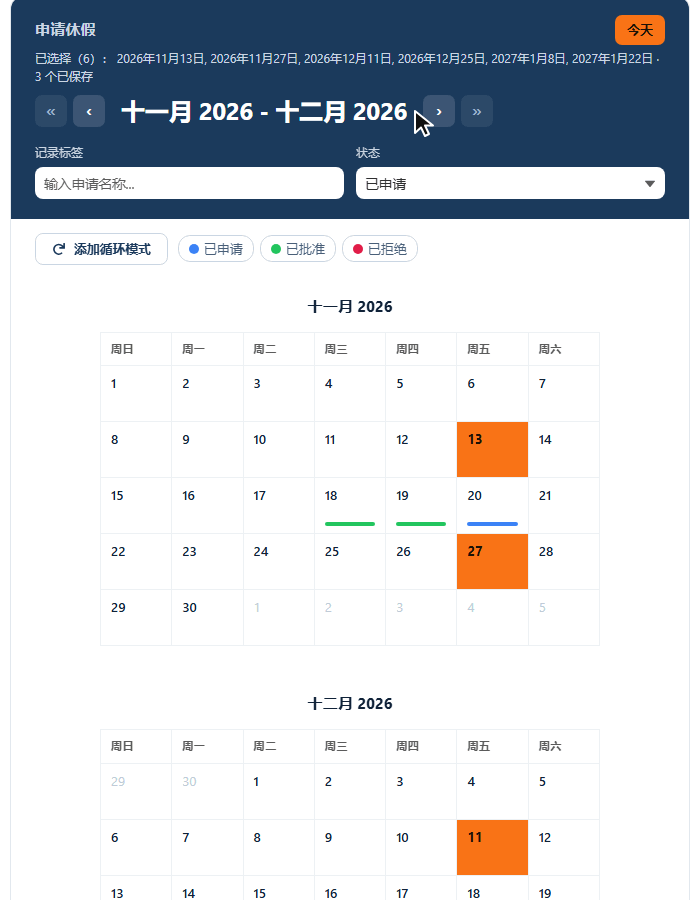 申请休假
今天
已选择（6）： 2026年11月13日, 2026年11月27日, 2026年12月11日, 2026年12月25日, 2027年1月8日, 2027年1月22日 ·
3 个已保存
« ‹ 十一月 2026 - 十二月 2026 › »
记录标签 状态
输入申请名称... 已申请
添加循环模式 已申请 已批准 已拒绝
十一月 2026
周日 周一 周二 周三 周四 周五 周六
1 2 3 4 5 6 7
8 9 10 11 12 13 14
15 16 17 18 19 20 21
22 23 24 25 26 27 28
29 30 1 2 3 4 5
十二月 2026
周日 周一 周二 周三 周四 周五 周六
29 30 1 2 3 4 5
6 7 8 9 10 11 12
13 14 15 16 17 18 19